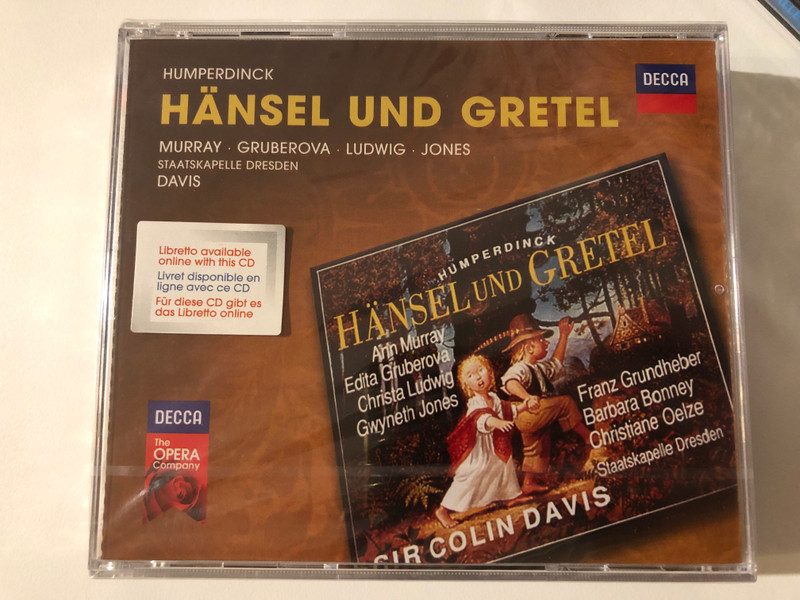 HUMPERDINCK
HÄNSEL UND GRETEL
MURRAY · GRUBEROVA · LUDWIG · JONES
STAATSKAPELLE DRESDEN
DAVIS
DECCA
Libretto available
online with this CD
Livret disponible en
ligne avec ce CD
Für diese CD gibt es
das Libretto online
DECCA
The
OPERA
Company
HUMPERDINCK
HÄNSEL UND GRETEL
Ann Murray
Edita Gruberova
Christa Ludwig
Gwyneth Jones
Franz Grundheber
Barbara Bonney
Christiane Oelze
Staatskapelle Dresden
SIR COLIN DAVIS